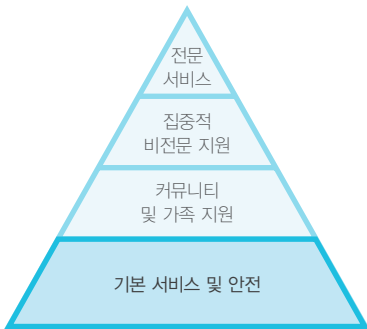 전문
서비스
집중적
비전문 지원
커뮤니티
및 가족 지원
기본 서비스 및 안전